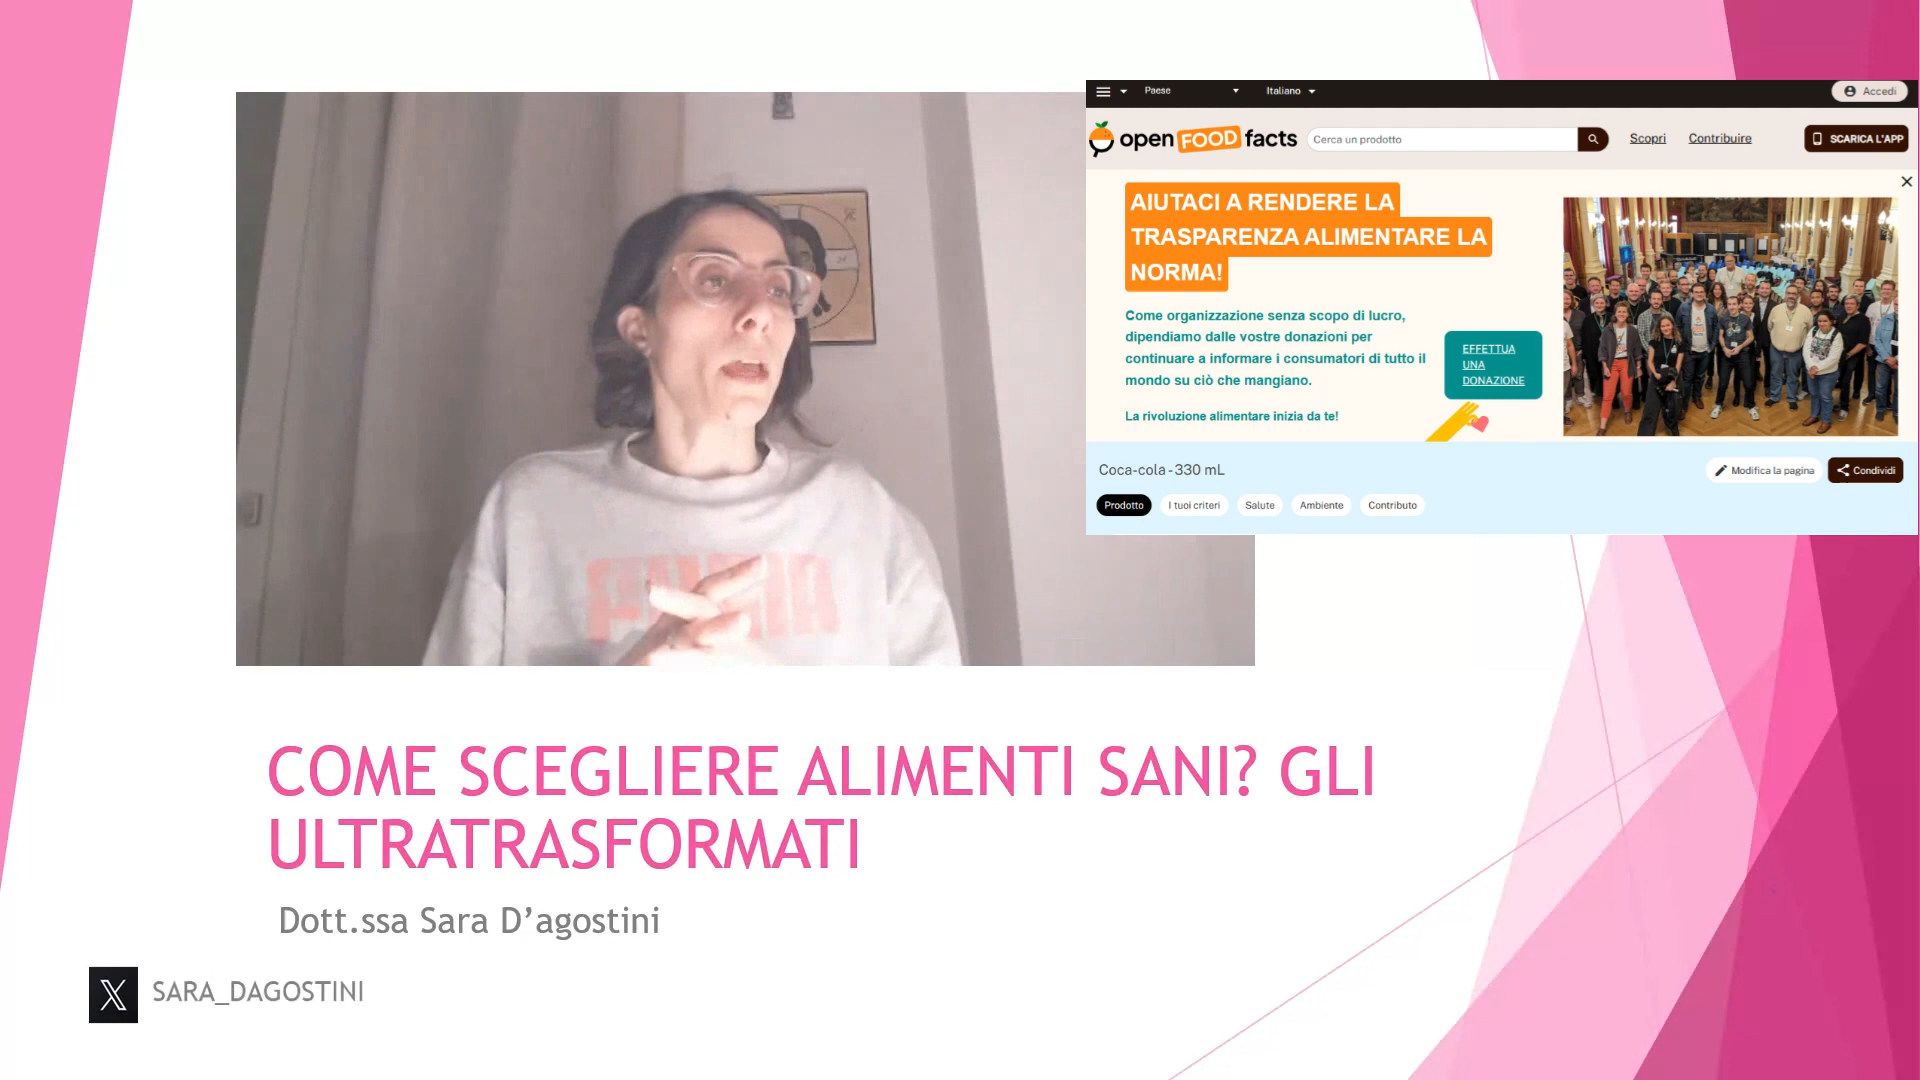 Paese
Italiano
Accedi
open FOOD facts
Cerca un prodotto
Scopri
Contribuire
SCARICA L'APP
AIUTACI A RENDERE LA
TRASPARENZA ALIMENTARE LA
NORMA!
Come organizzazione senza scopo di lucro,
dipendiamo dalle vostre donazioni per
continuare a informare i consumatori di tutto il
mondo su ciò che mangiano.
La rivoluzione alimentare inizia da te!
EFFETTUA
UNA
DONAZIONE
Coca-cola - 330 mL
Modifica la pagina
Condividi
Prodotto
I tuoi criteri
Salute
Ambiente
Contributo
COME SCEGLIERE ALIMENTI SANI? GLI
ULTRATRASFORMATI
Dott.ssa Sara D’agostini
SARA_DAGOSTINI